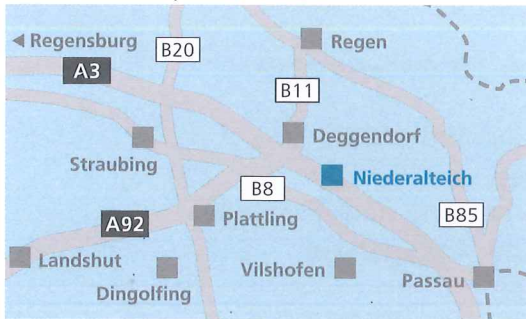 ◄ Regensburg
B20
Regen
A3
B11
Deggendorf
Straubing
Niederalteich
B8
A92
Plattling
B85
Landshut
Vilshofen
Passau
Dingolfing